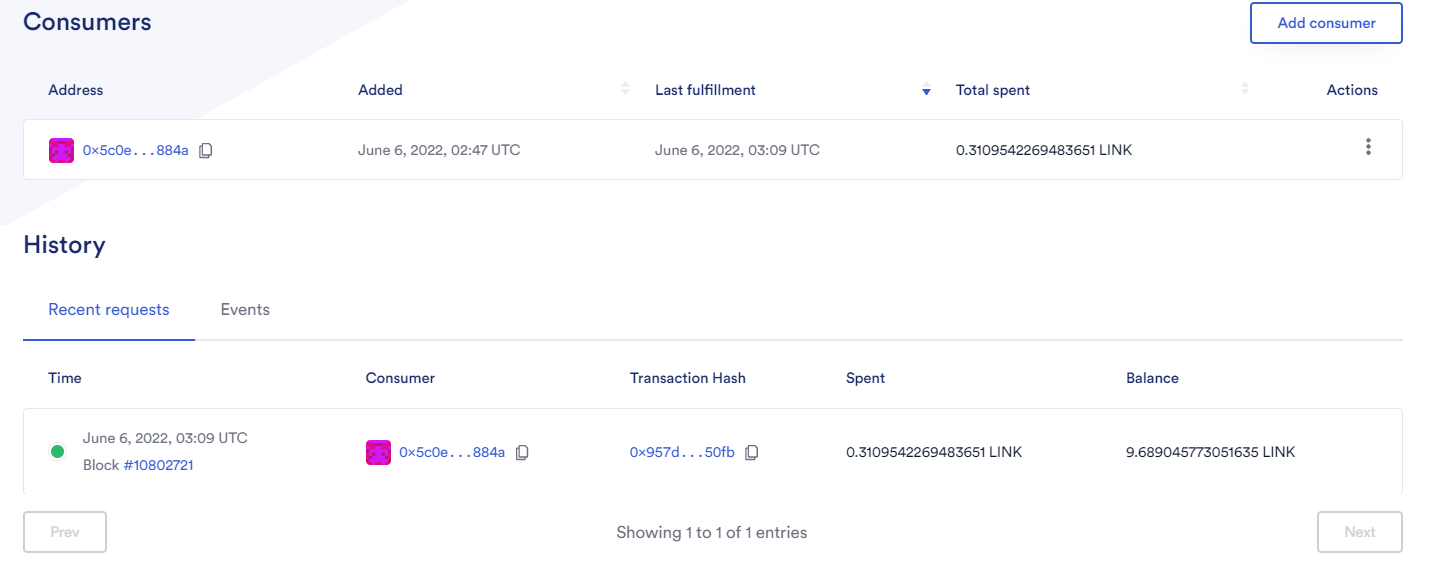 Consumers
Add consumer
Address Added Last fulfillment Total spent Actions
0x5c0e...884a June 6, 2022, 02:47 UTC June 6, 2022, 03:09 UTC 0.3109542269483651 LINK
History
Recent requests Events
Time Consumer Transaction Hash Spent Balance
June 6, 2022, 03:09 UTC
Block #10802721
0x5c0e...884a 0x957d...50fb 0.3109542269483651 LINK 9.689045773051635 LINK
Prev Showing 1 to 1 of 1 entries Next